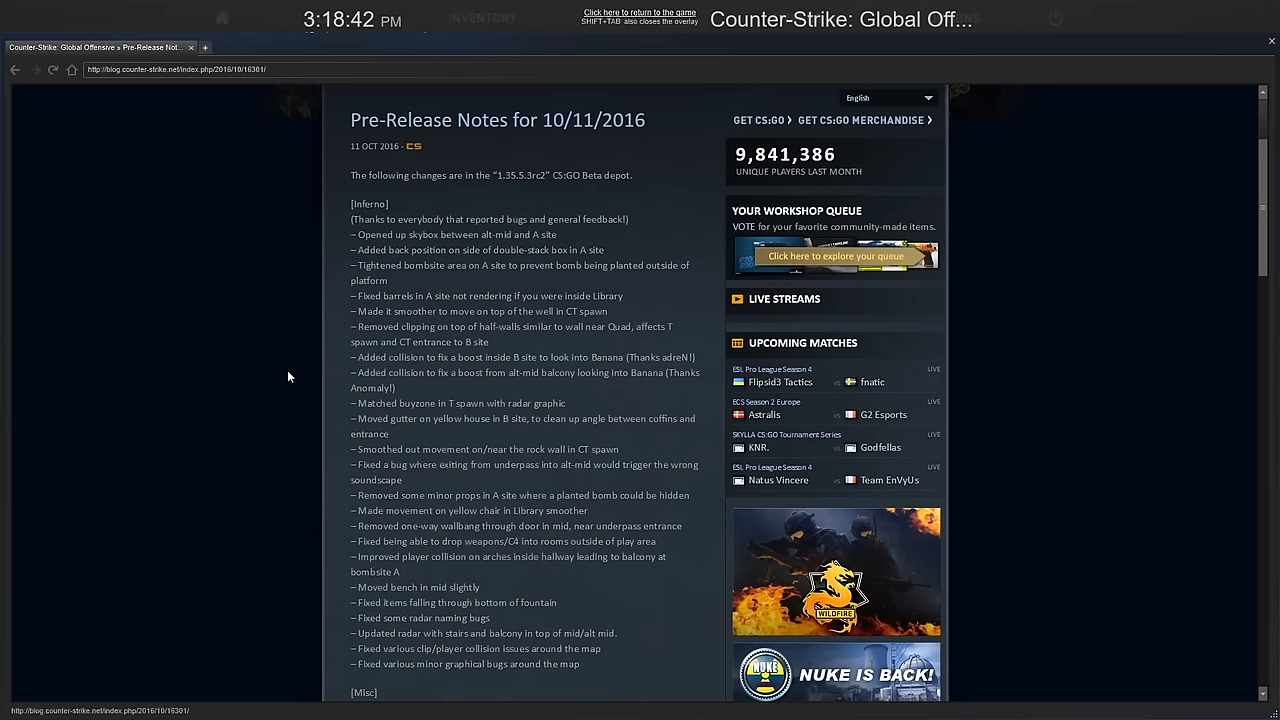 3:18:42 PM
INVENTORY
Click here to return to the game
SHIFT+TAB also closes the overlay
Counter-Strike: Global Off...
Counter-Strike: Global Offensive » Pre-Release Not...
http://blog.counter-strike.net/index.php/2016/10/16301/
English
Pre-Release Notes for 10/11/2016
11 OCT 2016 - CS
The following changes are in the “1.35.5.3rc2” CS:GO Beta depot.
[Inferno]
(Thanks to everybody that reported bugs and general feedback!)
– Opened up skybox between alt-mid and A site
– Added back position on side of double-stack box in A site
– Tightened bombsite area on A site to prevent bomb being planted outside of
platform
– Fixed barrels in A site not rendering if you were inside Library
– Made it smoother to move on top of the well in CT spawn
– Removed clipping on top of half-walls similar to wall near Quad, affects T
spawn and CT entrance to B site
– Added collision to fix a boost inside B site to look into Banana (Thanks adreN!)
– Added collision to fix a boost from alt-mid balcony looking into Banana (Thanks
Anomaly!)
– Matched buyzone in T spawn with radar graphic
– Moved gutter on yellow house in B site, to clean up angle between coffins and
entrance
– Smoothed out movement on/near the rock wall in CT spawn
– Fixed a bug where exiting from underpass into alt-mid would trigger the wrong
soundscape
– Removed some minor props in A site where a planted bomb could be hidden
– Made movement on yellow chair in Library smoother
– Removed one-way wallbang through door in mid, near underpass entrance
– Fixed being able to drop weapons/C4 into rooms outside of play area
– Improved player collision on arches inside hallway leading to balcony at
bombsite A
– Moved bench in mid slightly
– Fixed items falling through bottom of fountain
– Fixed some radar naming bugs
– Updated radar with stairs and balcony in top of mid/alt mid.
– Fixed various clip/player collision issues around the map
– Fixed various minor graphical bugs around the map
[Misc]
GET CS:GO GET CS:GO MERCHANDISE
9,841,386
UNIQUE PLAYERS LAST MONTH
YOUR WORKSHOP QUEUE
VOTE for your favorite community-made items.
Click here to explore your queue
LIVE STREAMS
UPCOMING MATCHES
ESL Pro League Season 4 LIVE
Flipsid3 Tactics vs fnatic
ECS Season 2 Europe LIVE
Astralis vs G2 Esports
SKYLLA CS:GO Tournament Series LIVE
KNR. vs Godfellas
ESL Pro League Season 4 LIVE
Natus Vincere vs Team EnVyUs
WILDFIRE
NUKE
NUKE IS BACK!
http://blog.counter-strike.net/index.php/2016/10/16301/